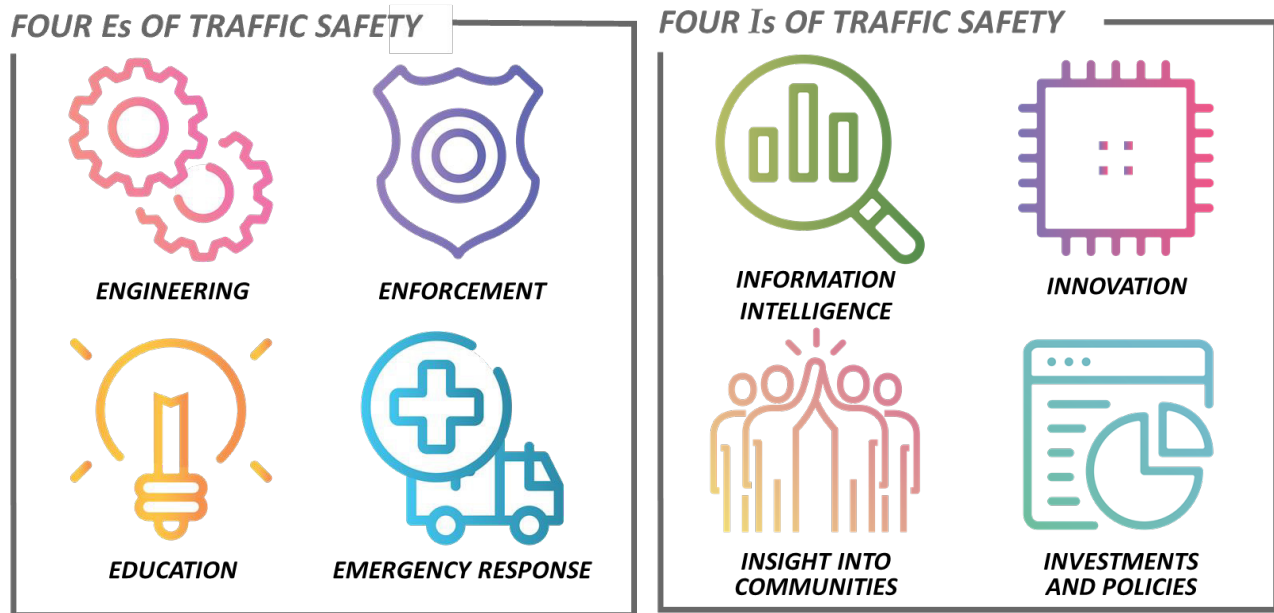 FOUR Es OF TRAFFIC SAFETY
ENGINEERING
ENFORCEMENT
EDUCATION
EMERGENCY RESPONSE
FOUR Is OF TRAFFIC SAFETY
INFORMATION
INTELLIGENCE
INNOVATION
INSIGHT INTO
COMMUNITIES
INVESTMENTS
AND POLICIES